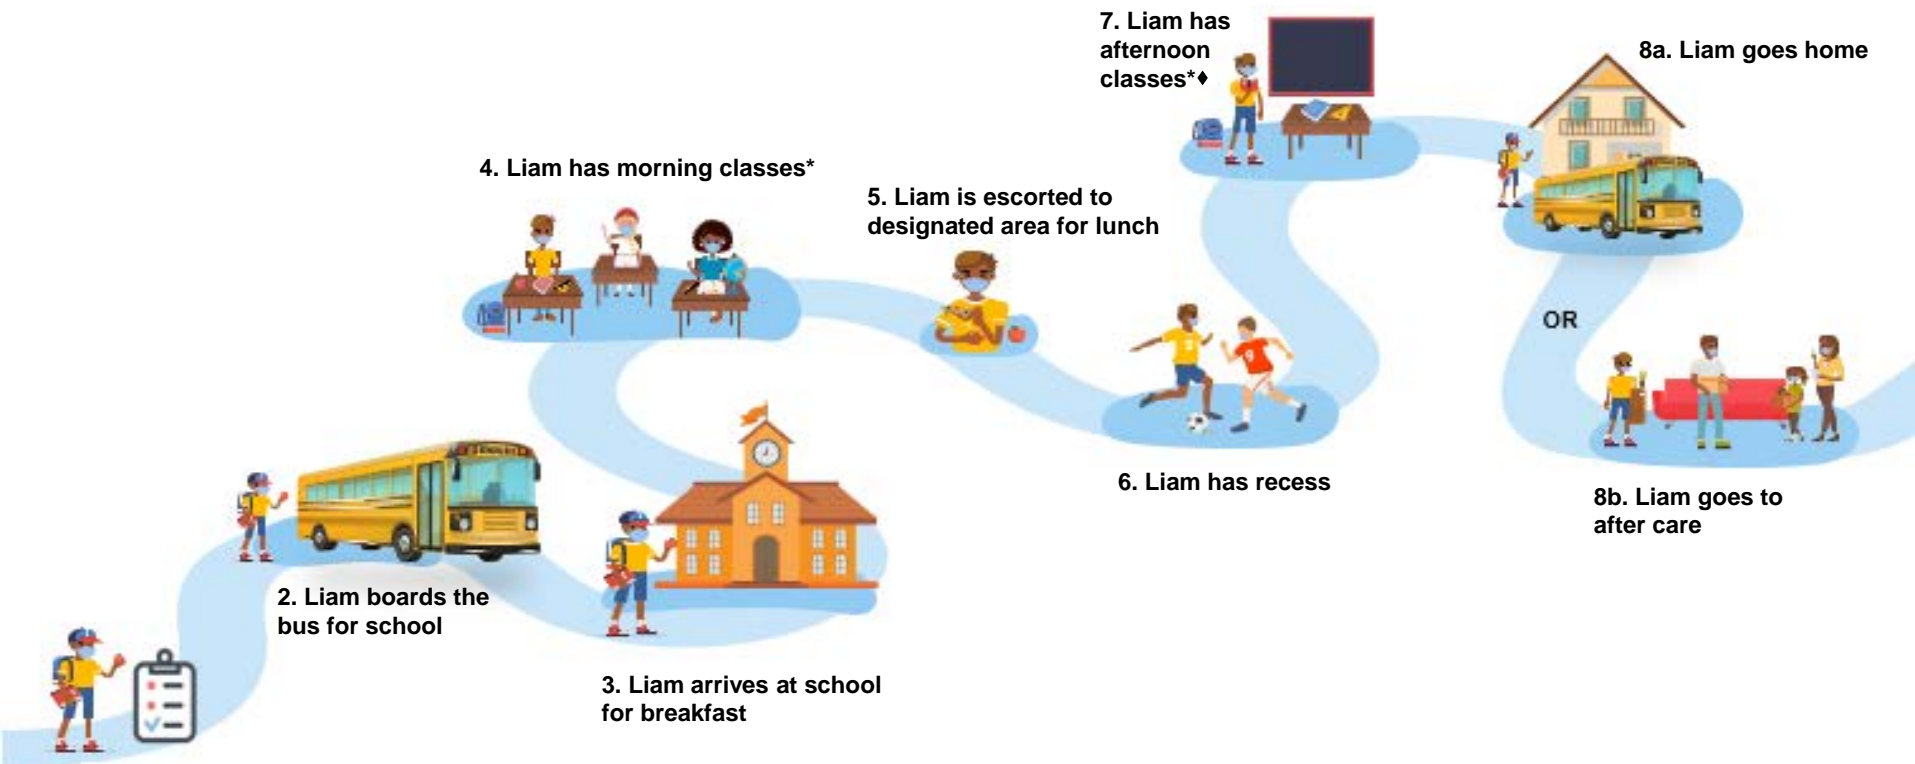 2. Liam boards the
bus for school
3. Liam arrives at school
for breakfast
4. Liam has morning classes*
5. Liam is escorted to
designated area for lunch
6. Liam has recess
7. Liam has
afternoon
classes*♦
8a. Liam goes home
OR
8b. Liam goes to
after care